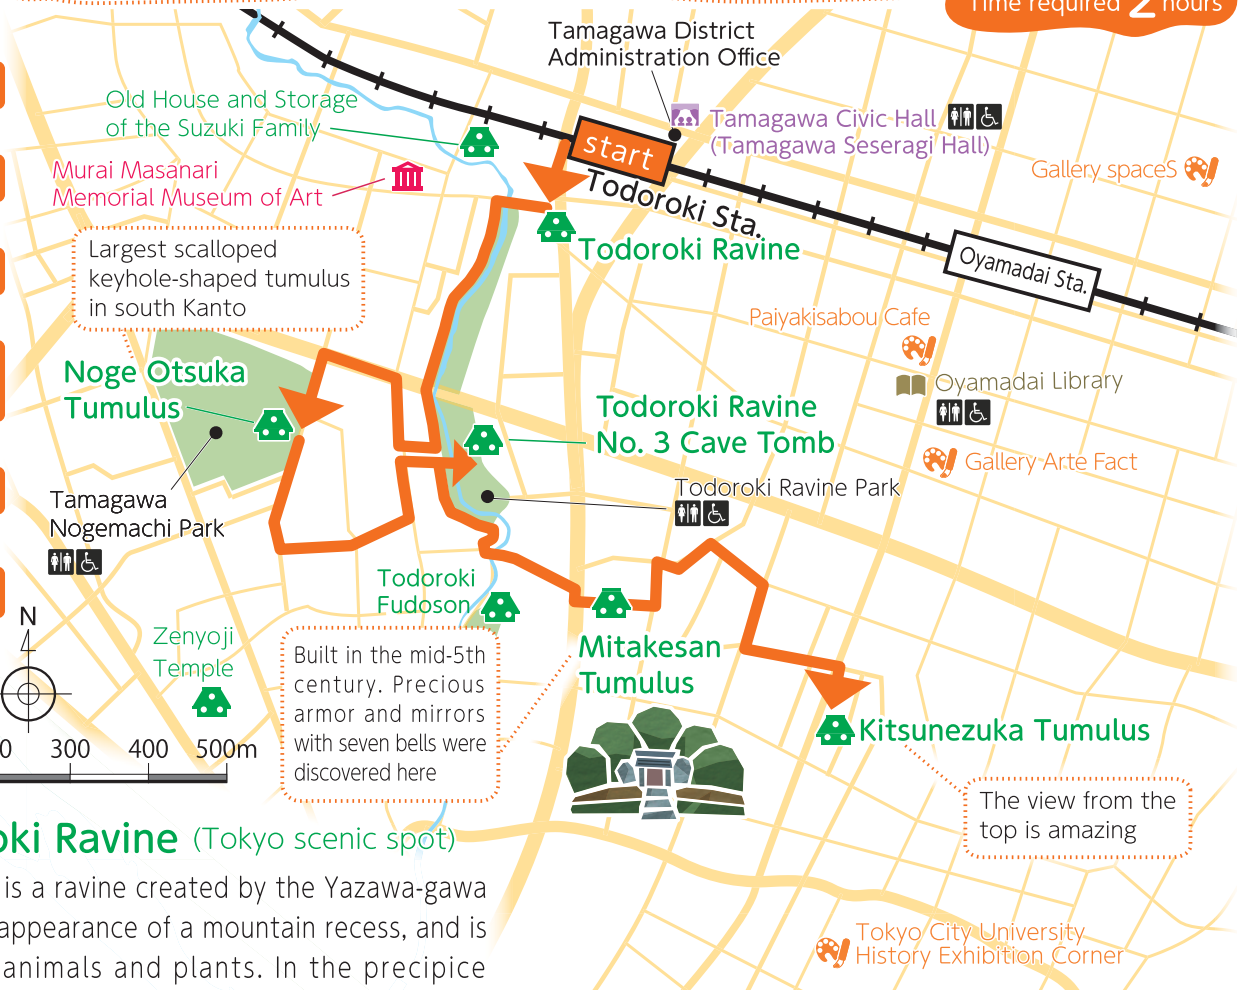 Time required 2 hours
Tamagawa District
Administration Office
Old House and Storage
of the Suzuki Family
start
Tamagawa Civic Hall
(Tamagawa Seseragi Hall)
Murai Masanari
Memorial Museum of Art
Gallery spaceS
Todoroki Sta.
Todoroki Ravine
Oyamadai Sta.
Largest scalloped
keyhole-shaped tumulus
in south Kanto
Paiyakisabou Cafe
Noge Otsuka
Tumulus
Oyamadai Library
Todoroki Ravine
No. 3 Cave Tomb
Gallery Arte Fact
Tamagawa
Nogemachi Park
Todoroki Ravine Park
Todoroki
Fudoson
N
Zenyoji
Temple
Built in the mid-5th
century. Precious
armor and mirrors
with seven bells were
discovered here
Mitakesan
Tumulus
Kitsunezuka Tumulus
0 300 400 500m
The view from the
top is amazing
oki Ravine (Tokyo scenic spot)
is a ravine created by the Yazawa-gawa
appearance of a mountain recess, and is
animals and plants. In the precipice
Tokyo City University
History Exhibition Corner